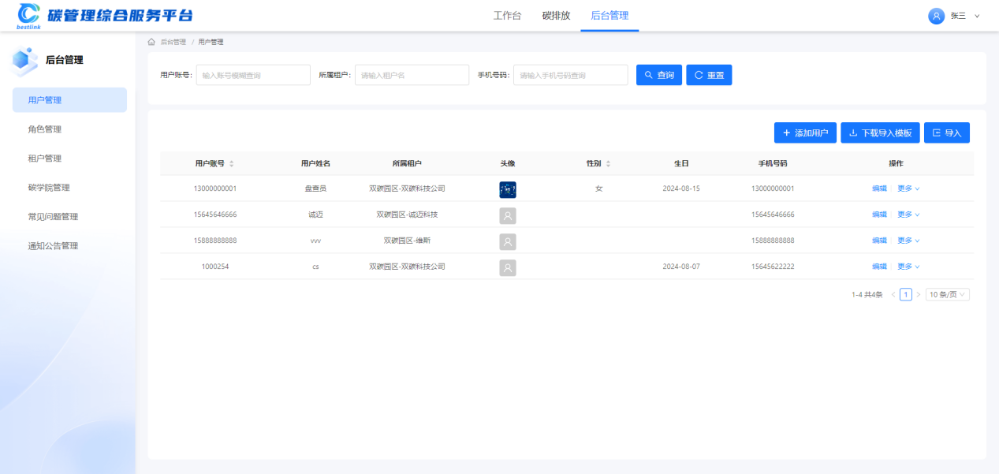 碳管理综合服务平台
bestlink
工作台 碳排放 后台管理
张三
后台管理 / 用户管理
后台管理
用户管理
角色管理
租户管理
碳学院管理
常见问题管理
通知公告管理
用户账号: 输入账号模糊查询 所属租户: 请输入租户名 手机号码: 请输入手机号码查询 查询 重置
添加用户 下载导入模板 导入
用户账号 用户姓名 所属租户 头像 性别 生日 手机号码 操作
13000000001 盘查员 双碳园区-双碳科技公司 女 2024-08-15 13000000001 编辑 更多
15645646666 诚迈 双碳园区-诚迈科技 15645646666 编辑 更多
15888888888 vvv 双碳园区-维斯 15888888888 编辑 更多
1000254 cs 双碳园区-双碳科技公司 2024-08-07 15645622222 编辑 更多
1-4 共4条 < 1 > 10 条/页